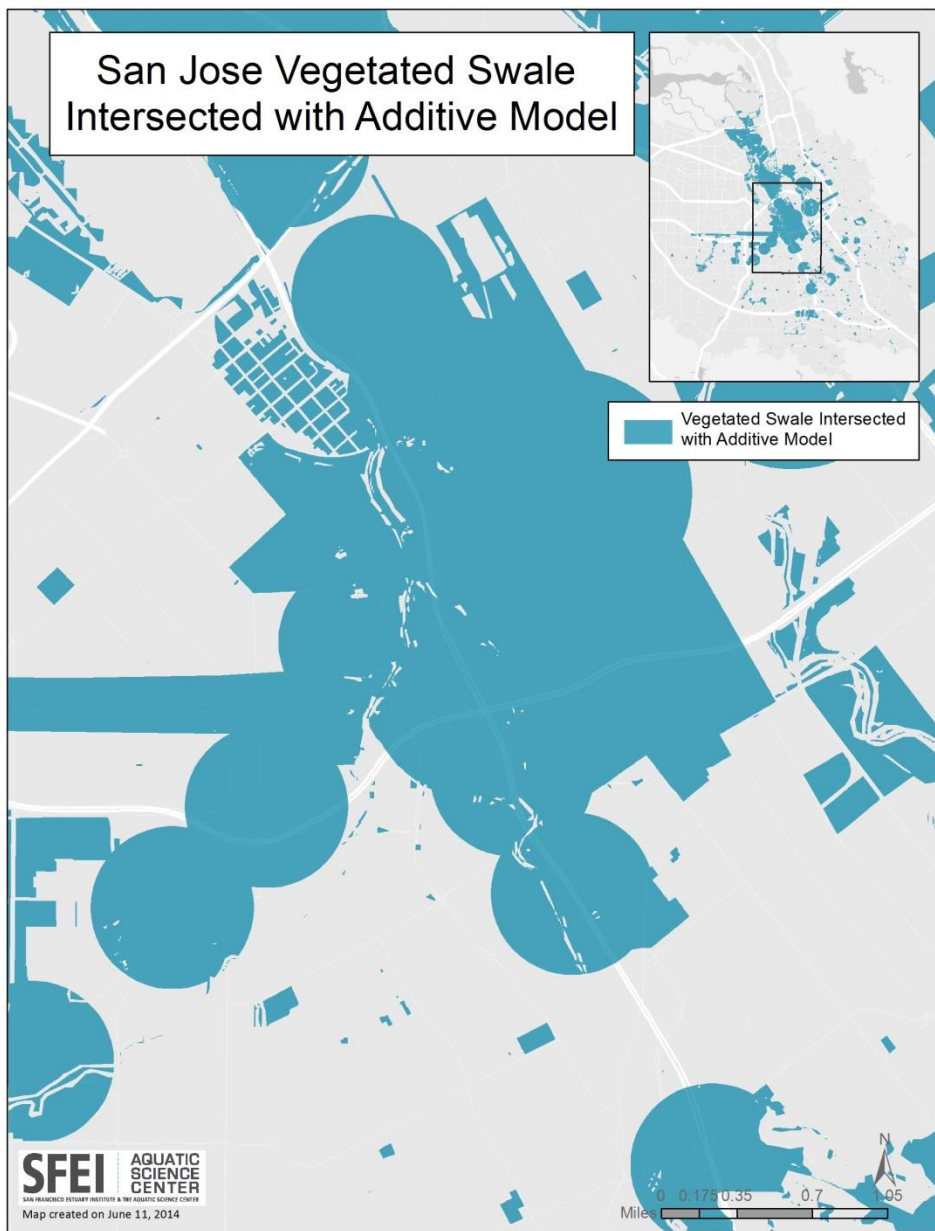 San Jose Vegetated Swale
Intersected with Additive Model
Vegetated Swale Intersected
with Additive Model
SFEI
AQUATIC
SCIENCE
CENTER
SAN FRANCISCO ESTUARY INSTITUTE & THE AQUATIC SCIENCE CENTER
Map created on June 11, 2014
N
0 0.175 0.35 0.7 1.05
Miles